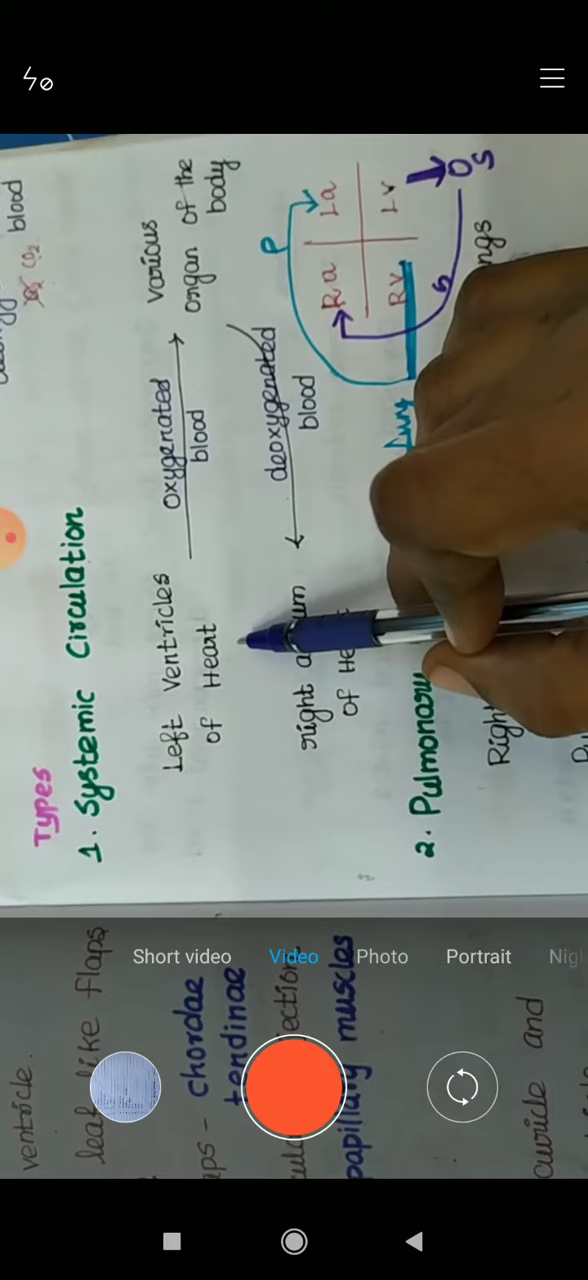 blood
CO2
Types
1. Systemic Circulation
Left Ventricles
of Heart
oxygenated
blood
various
organ of the
body
deoxygenated
blood
right
of
2. Pulmonary
Right
P
Ra
La
RV
LV
S
S
ventricle.
leaf like flaps
chordae
tendinae
papillary muscles
auricle and
Short video
Video
Photo
Portrait